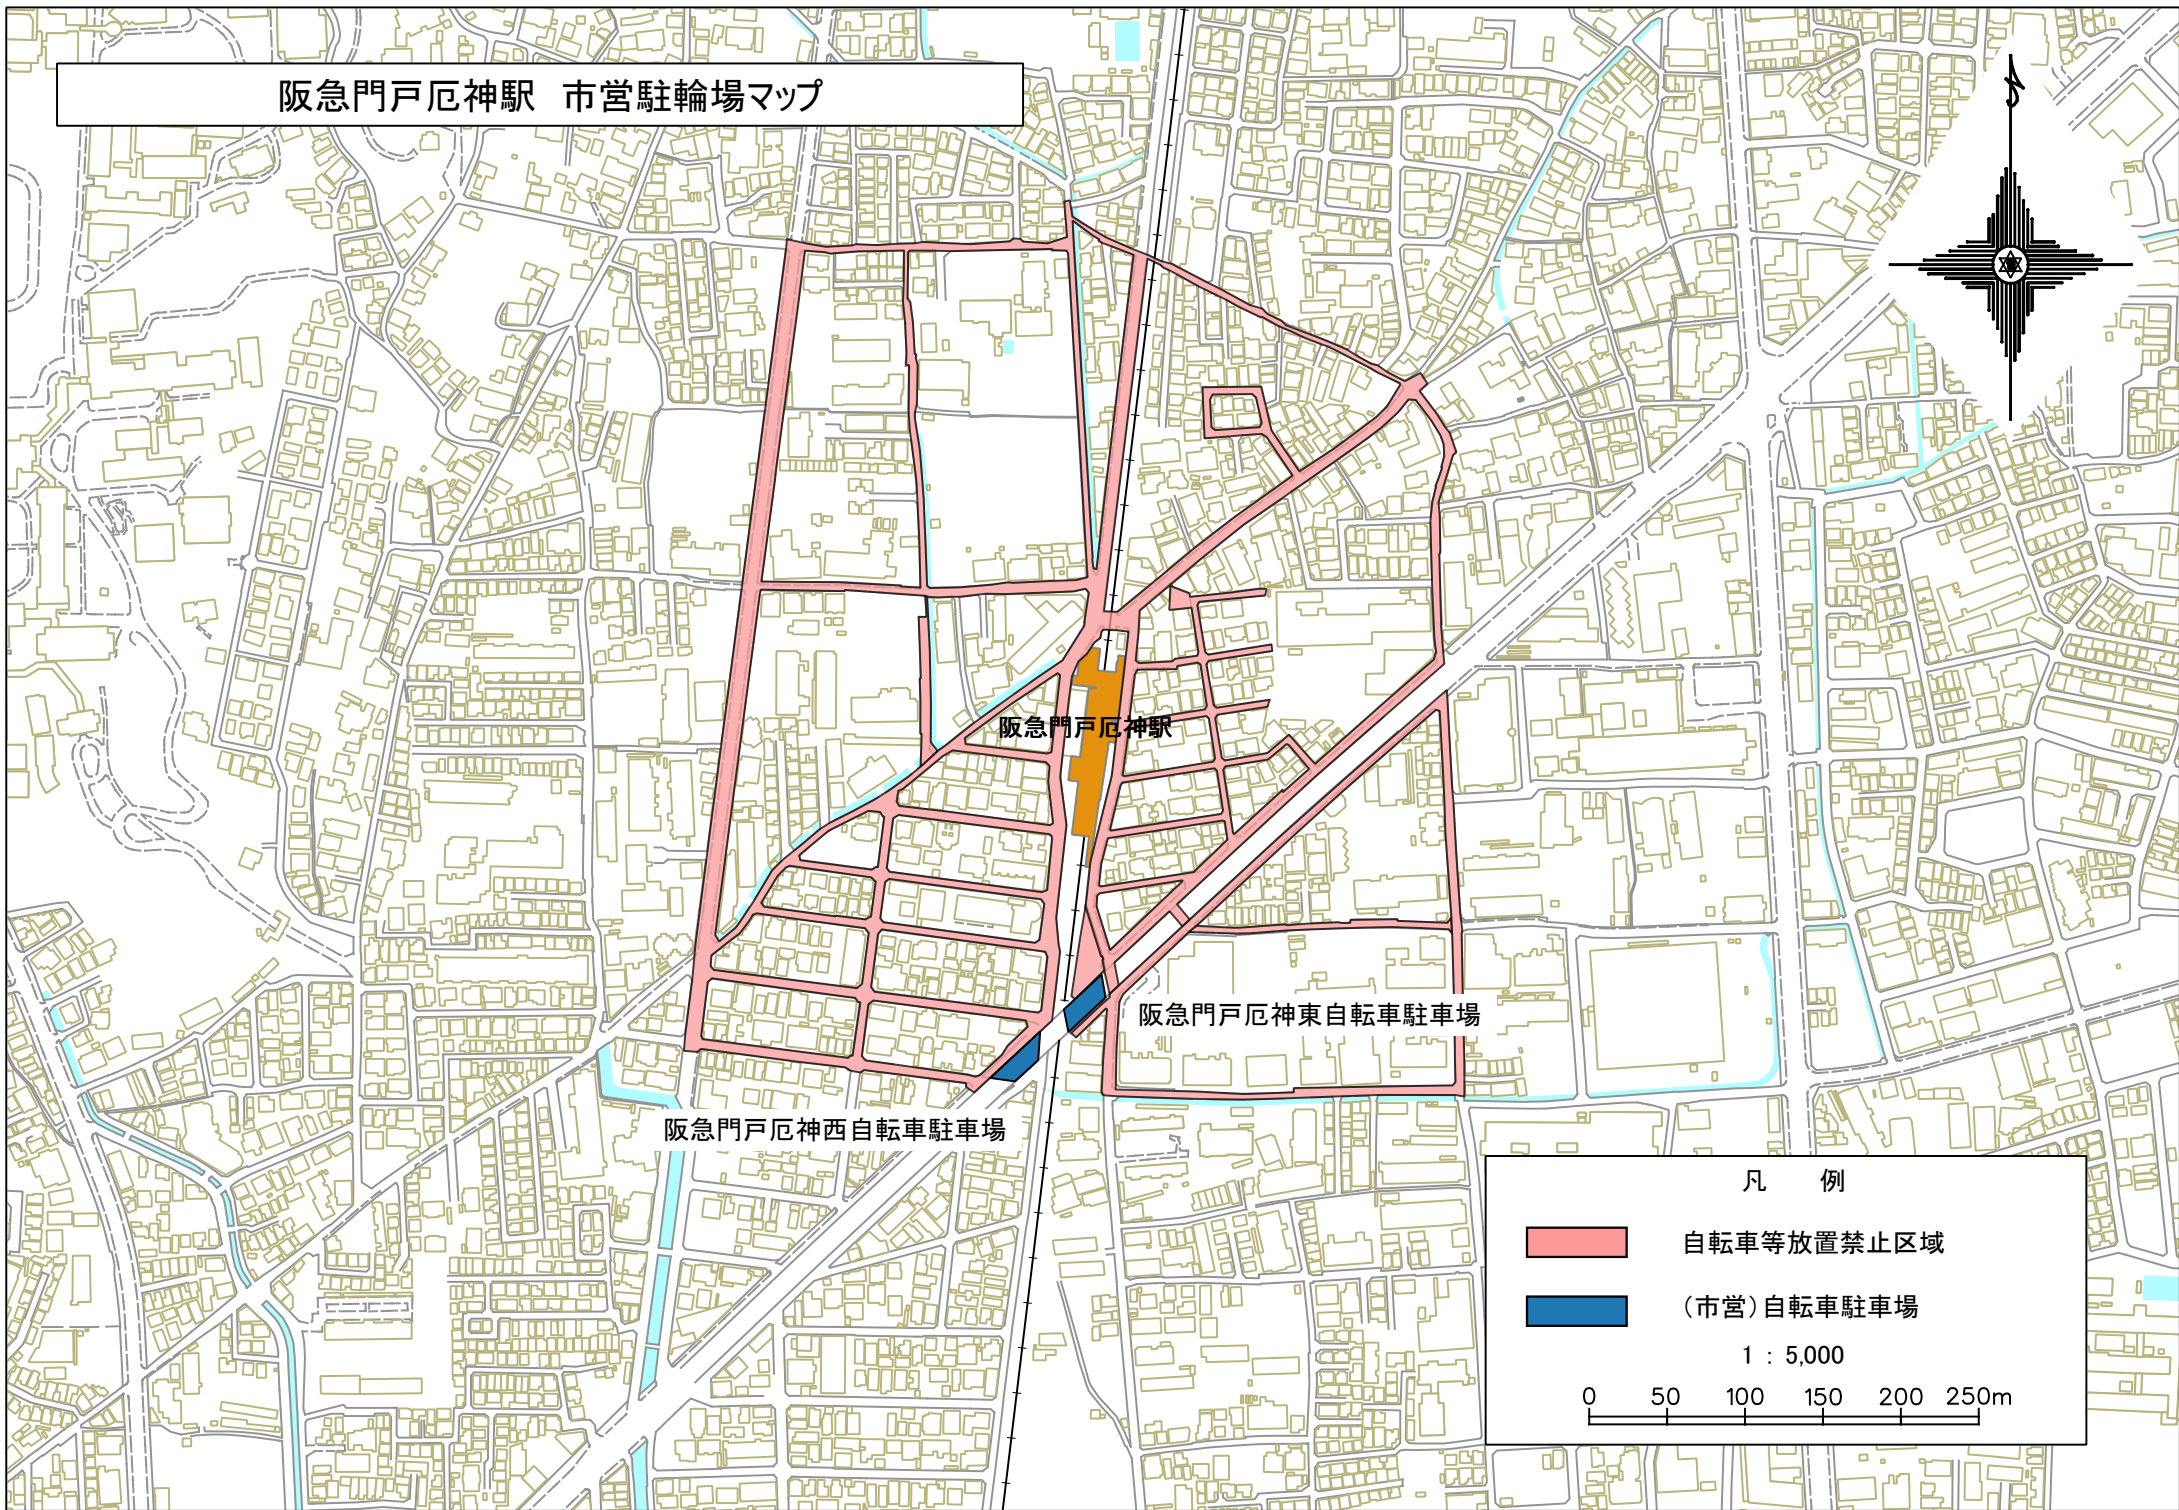 阪急門戸厄神駅　市営駐輪場マップ
阪急門戸厄神駅
阪急門戸厄神東自転車駐車場
阪急門戸厄神西自転車駐車場
凡　例
自転車等放置禁止区域
（市営）自転車駐車場
1 : 5,000
0 50 100 150 200 250m